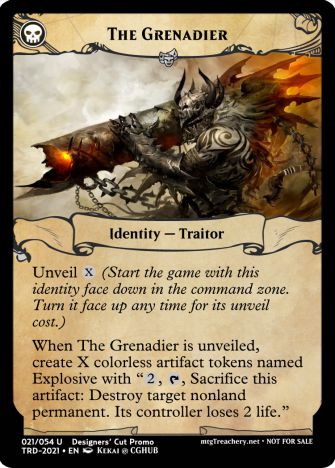 The Grenadier
Identity — Traitor
Unveil X (Start the game with this
identity face down in the command zone.
Turn it face up any time for its unveil
cost.)
When The Grenadier is unveiled,
create X colorless artifact tokens named
Explosive with “2, , Sacrifice this
artifact: Destroy target nonland
permanent. Its controller loses 2 life.”
021/054 U Designers' Cut Promo
mtgTreachery.net • NOT FOR SALE
TRD-2021 • EN Kekai @ CGHUB